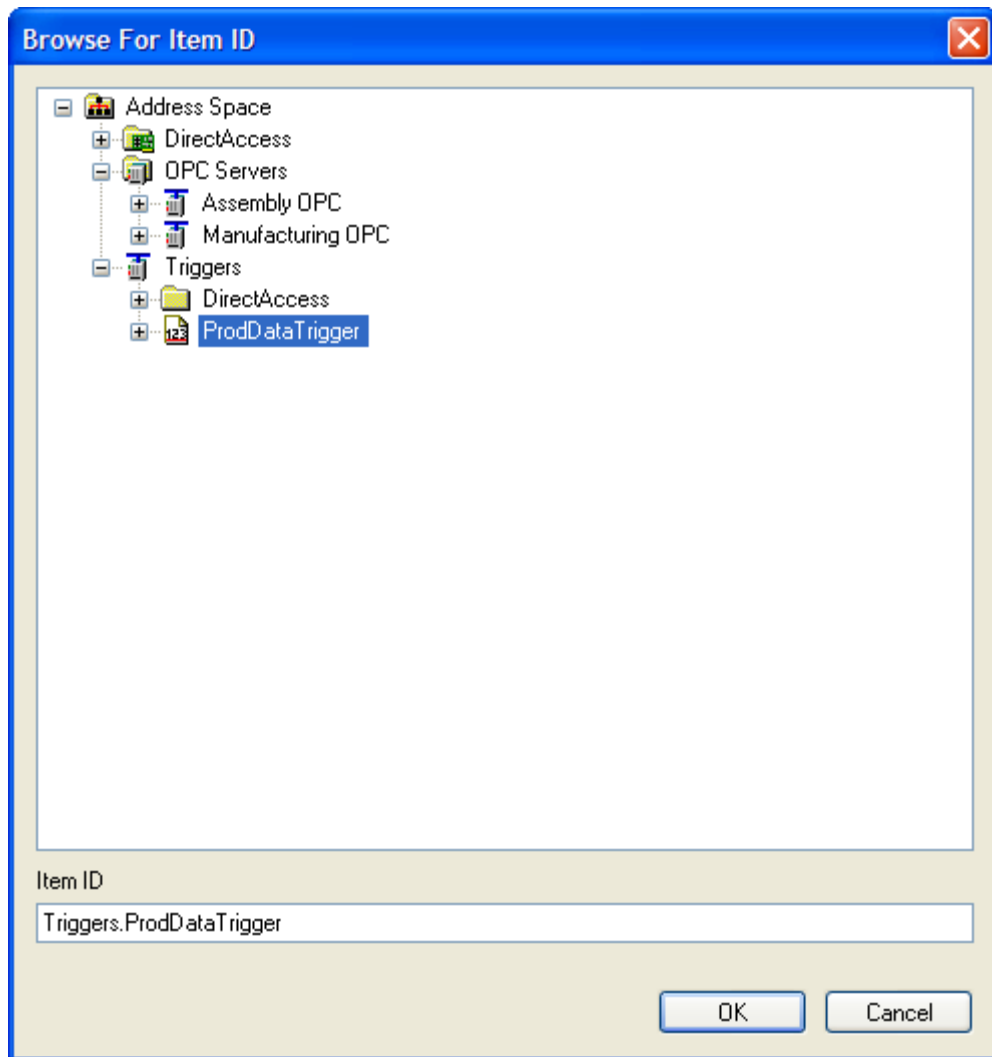 Browse For Item ID
Address Space
DirectAccess
OPC Servers
Assembly OPC
Manufacturing OPC
Triggers
DirectAccess
123 ProdDataTrigger
Item ID
Triggers.ProdDataTrigger
OK Cancel